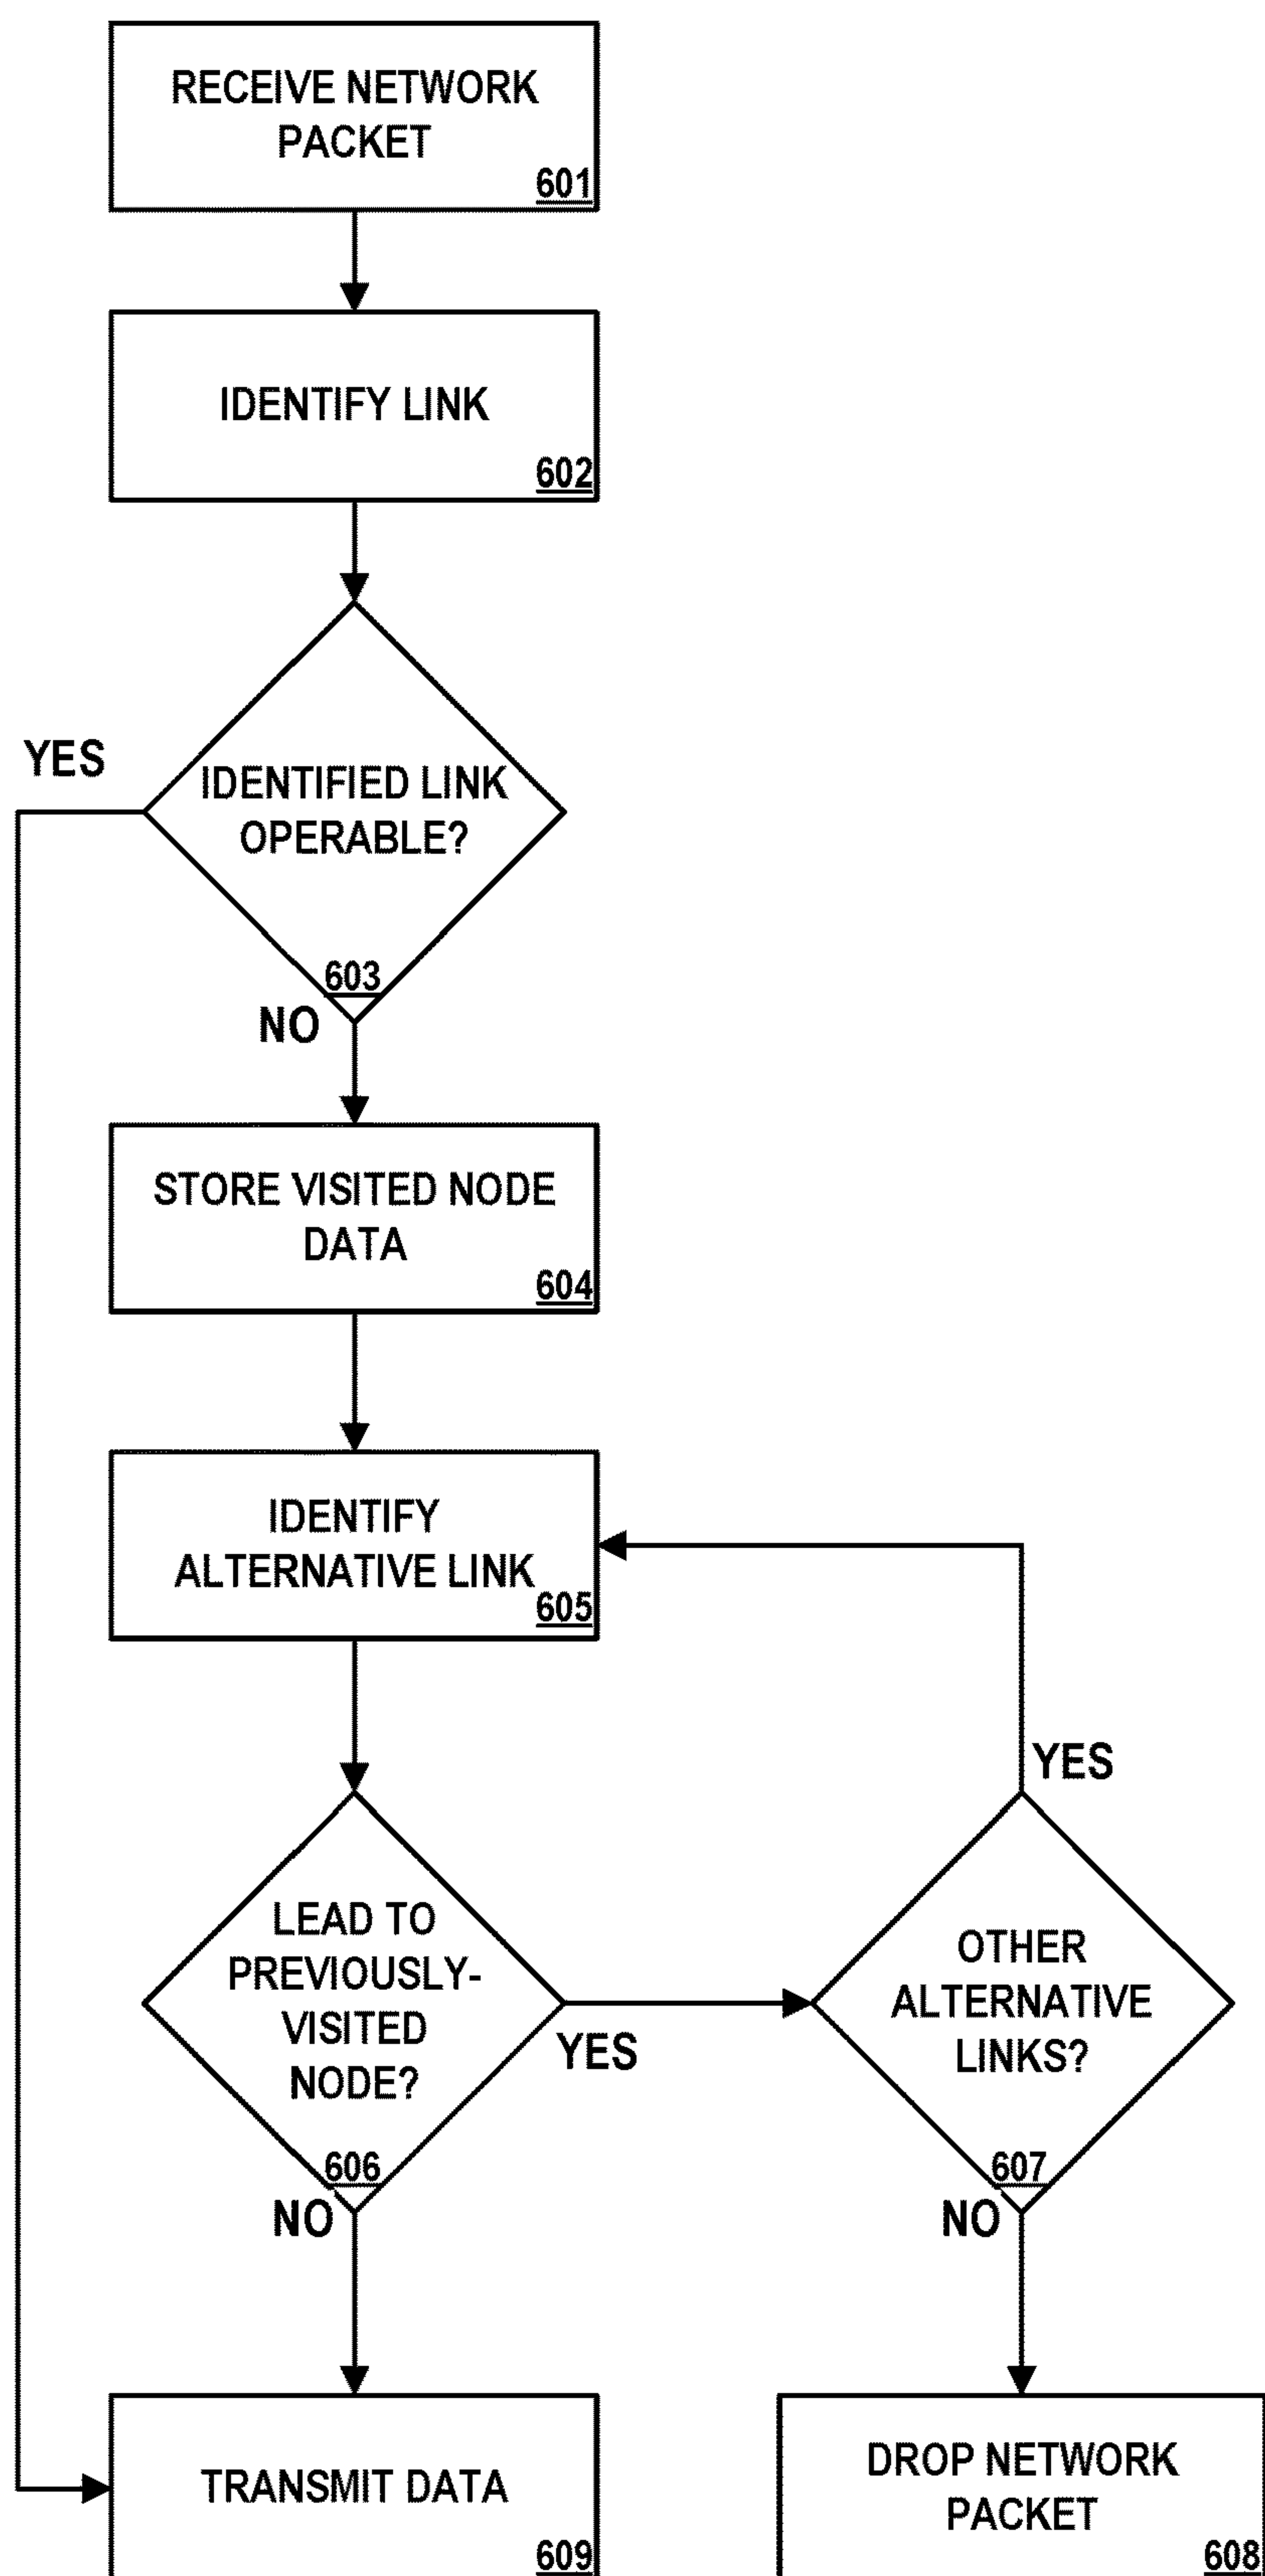 RECEIVE NETWORK
PACKET
601
IDENTIFY LINK
602
YES
IDENTIFIED LINK
OPERABLE?
603
NO
STORE VISITED NODE
DATA
604
IDENTIFY
ALTERNATIVE LINK
605
LEAD TO
PREVIOUSLY-
VISITED
NODE?
606
YES
NO
OTHER
ALTERNATIVE
LINKS?
607
YES
NO
TRANSMIT DATA
609
DROP NETWORK
PACKET
608